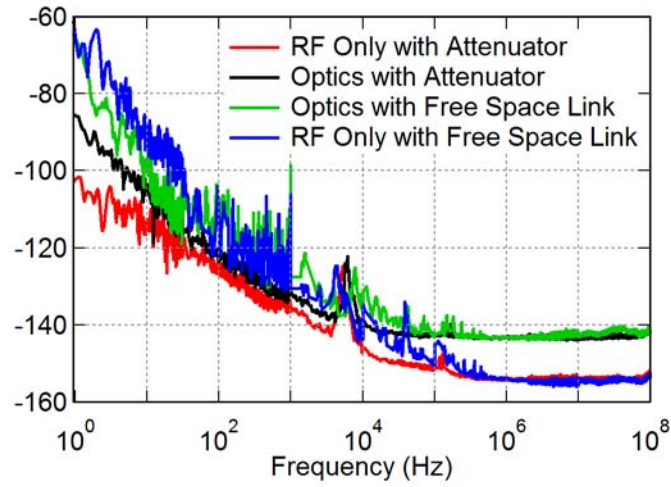 -60
RF Only with Attenuator
Optics with Attenuator
-80
Optics with Free Space Link
RF Only with Free Space Link
-100
-120
-140
-160
10^0 10^2 10^4 10^6 10^8
Frequency (Hz)